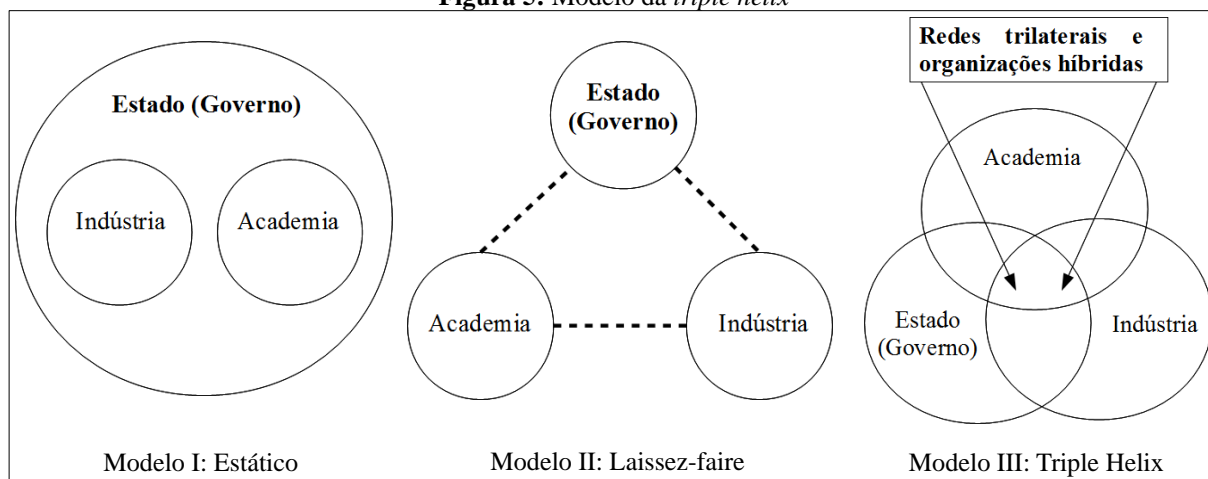 Figura 3: Modelo da triple helix
Estado (Governo)
Indústria
Academia
Modelo I: Estático
Estado
(Governo)
Academia
Indústria
Modelo II: Laissez-faire
Redes trilaterais e
organizações híbridas
Academia
Estado
(Governo)
Indústria
Modelo III: Triple Helix